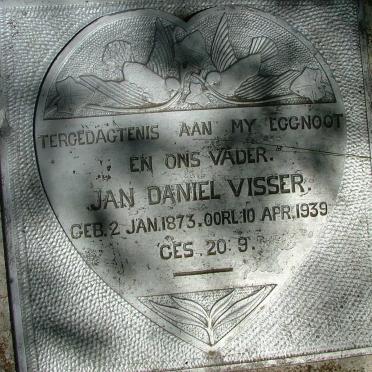 TERGEDAGTENIS AAN MY EGGNOOT
EN ONS VADER.
JAN DANIEL VISSER.
GEB. 2 JAN. 1873. OORL. 10 APR. 1939
GES. 20:9